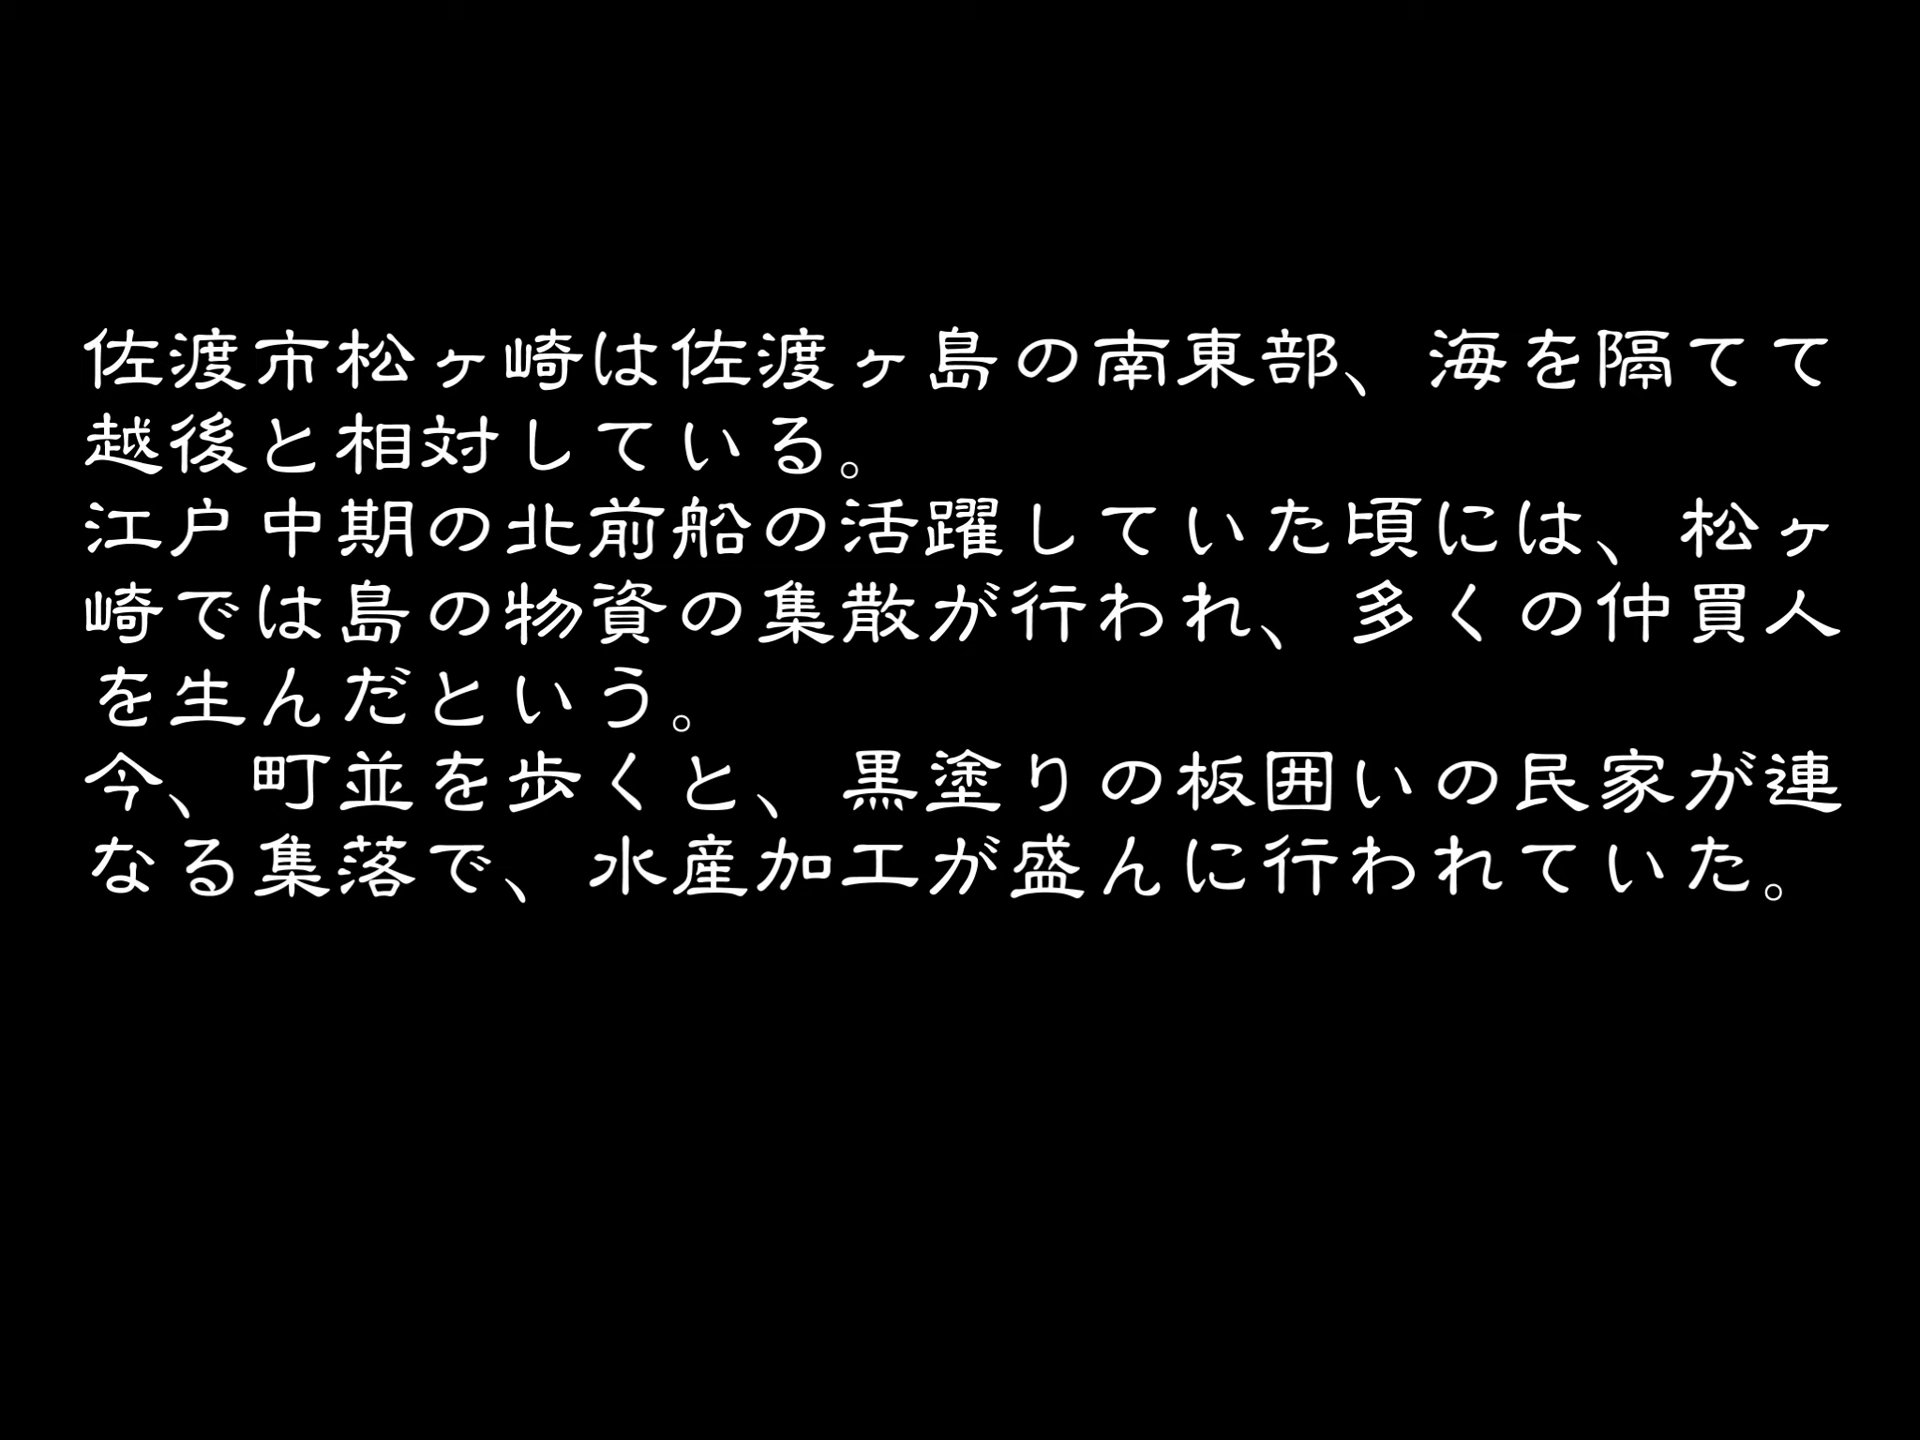 佐渡市松ヶ崎は佐渡ヶ島の南東部、海を隔てて
越後と相対している。
江戸中期の北前船の活躍していた頃には、松ヶ
崎では島の物資の集散が行われ、多くの仲買人
を生んだという。
今、町並を歩くと、黒塗りの板囲いの民家が連
なる集落で、水産加工が盛んに行われていた。